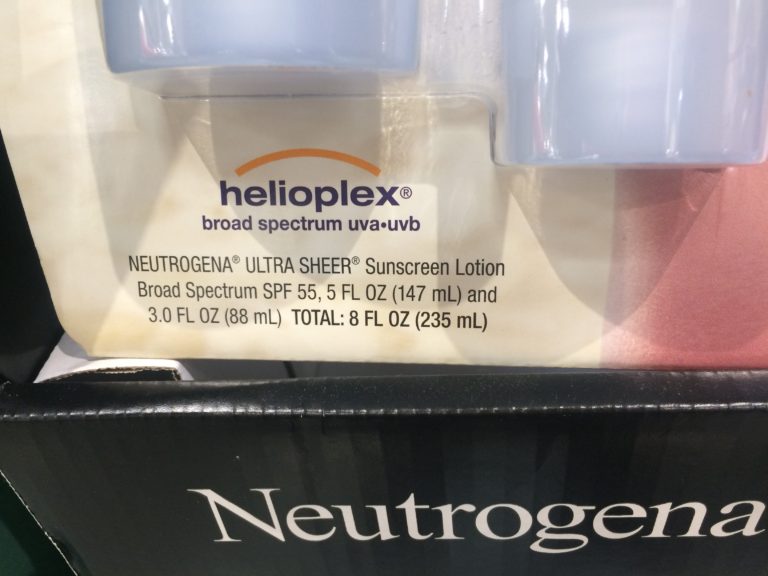 helioplex®
broad spectrum uva•uvb
NEUTROGENA® ULTRA SHEER® Sunscreen Lotion
Broad Spectrum SPF 55, 5 FL OZ (147 mL) and
3.0 FL OZ (88 mL) TOTAL: 8 FL OZ (235 mL)
Neutrogena